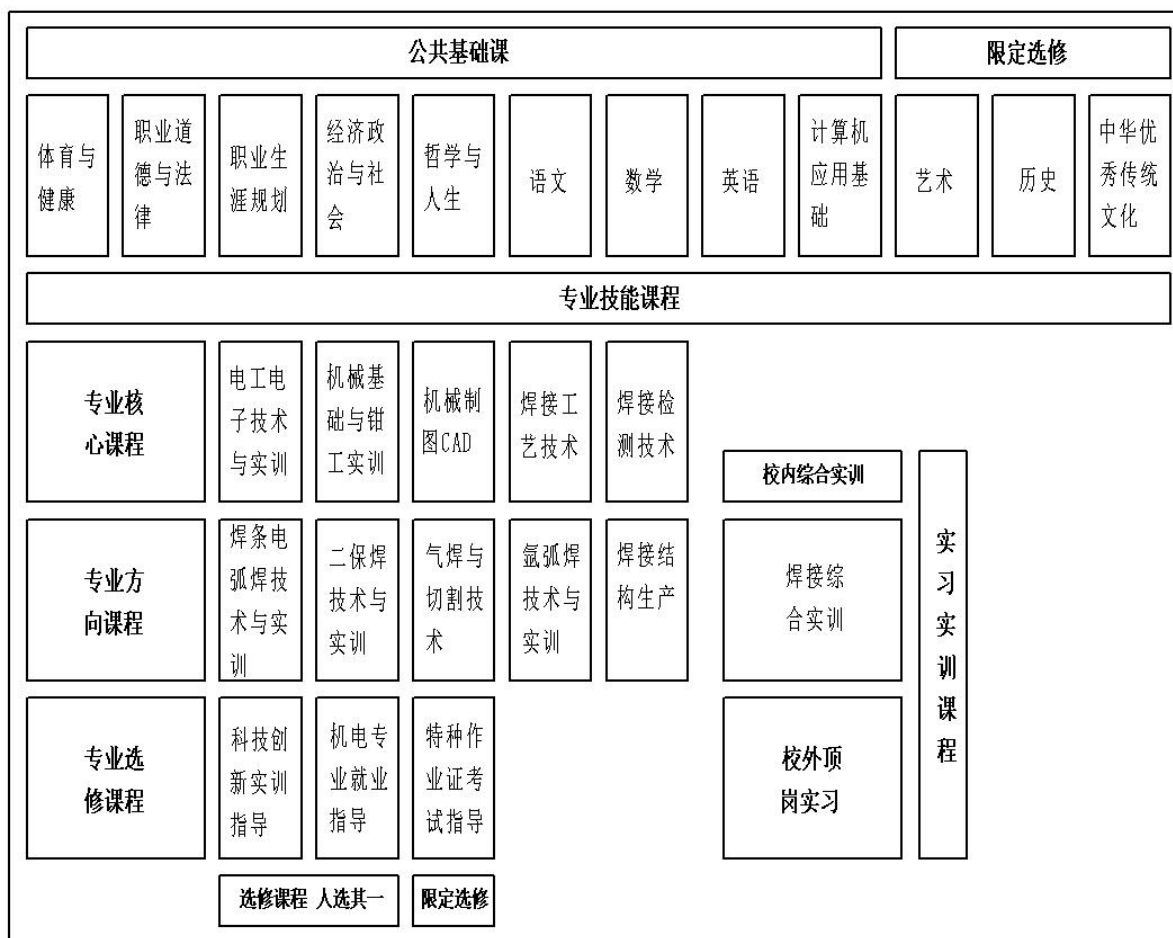 公共基础课
限定选修
体育与
健康
职业道
德与法
律
职业生
涯规划
经济政
治与社
会
哲学与
人生
语文
数学
英语
计算机
应用基
础
艺术
历史
中华优
秀传统
文化
专业技能课程
专业核
心课程
电工电
子技术
与实训
机械基
础与钳
工实训
机械制
图CAD
焊接工
艺技术
焊接检
测技术
专业方
向课程
焊条电
弧焊技
术与实
训
二保焊
技术与
实训
气焊与
切割技
术
氩弧焊
技术与
实训
焊接结
构生产
专业选
修课程
科技创
新实训
指导
机电专
业就业
指导
特种作
业证考
试指导
选修课程 人选其一
限定选修
校内综合实训
焊接综
合实训
校外顶
岗实习
实习实训课程